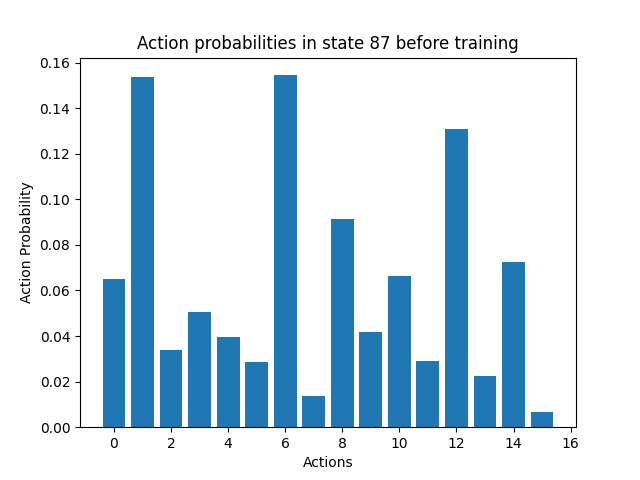 Action probabilities in state 87 before training
0.16
0.14
0.12
0.10
0.08
0.06
0.04
0.02
0.00
Action Probability
0 2 4 6 8 10 12 14 16
Actions